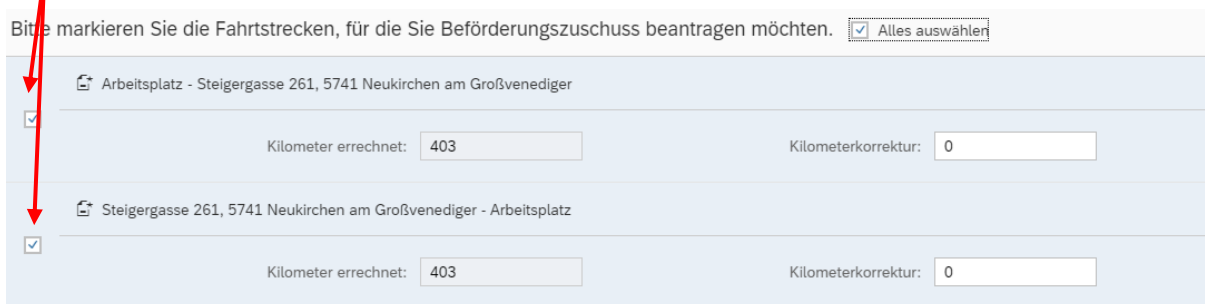 Bitte markieren Sie die Fahrtstrecken, für die Sie Beförderungszuschuss beantragen möchten. Alles auswählen
Arbeitsplatz - Steigergasse 261, 5741 Neukirchen am Großvenediger
Kilometer errechnet: 403 Kilometerkorrektur: 0
Steigergasse 261, 5741 Neukirchen am Großvenediger - Arbeitsplatz
Kilometer errechnet: 403 Kilometerkorrektur: 0